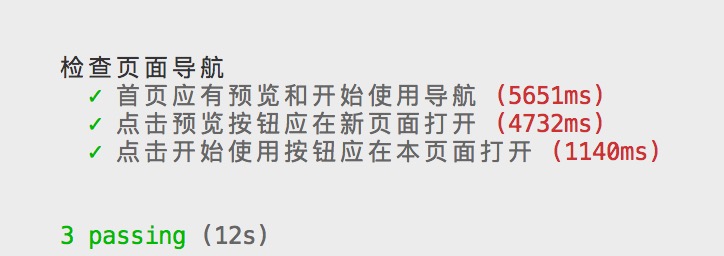 检查页面导航
✓ 首页应有预览和开始使用导航 (5651ms)
✓ 点击预览按钮应在新页面打开 (4732ms)
✓ 点击开始使用按钮应在本页面打开 (1140ms)
3 passing (12s)